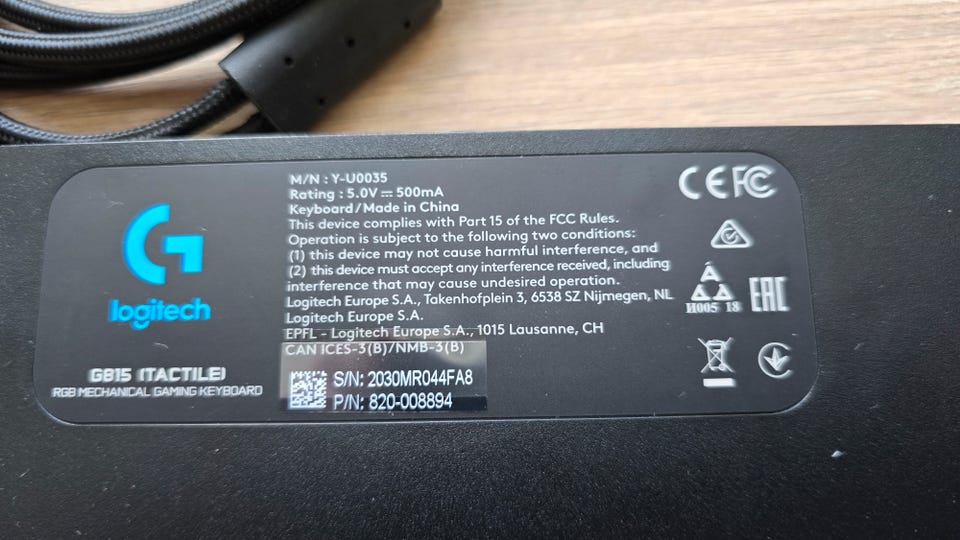 M/N : Y-U0035
Rating : 5.0V ⎓ 500mA
Keyboard/Made in China
This device complies with Part 15 of the FCC Rules.
Operation is subject to the following two conditions:
(1) this device may not cause harmful interference, and
(2) this device must accept any interference received, including
interference that may cause undesired operation.
Logitech Europe S.A., Takenhofplein 3, 6538 SZ Nijmegen, NL
Logitech Europe S.A.
EPFL - Logitech Europe S.A., 1015 Lausanne, CH
CAN ICES-3(B)/NMB-3(B)
S/N: 2030MR044FA8
P/N: 820-008894
G
logitech
G815 (TACTILE)
RGB MECHANICAL GAMING KEYBOARD
CE FC
H005 18
EAC